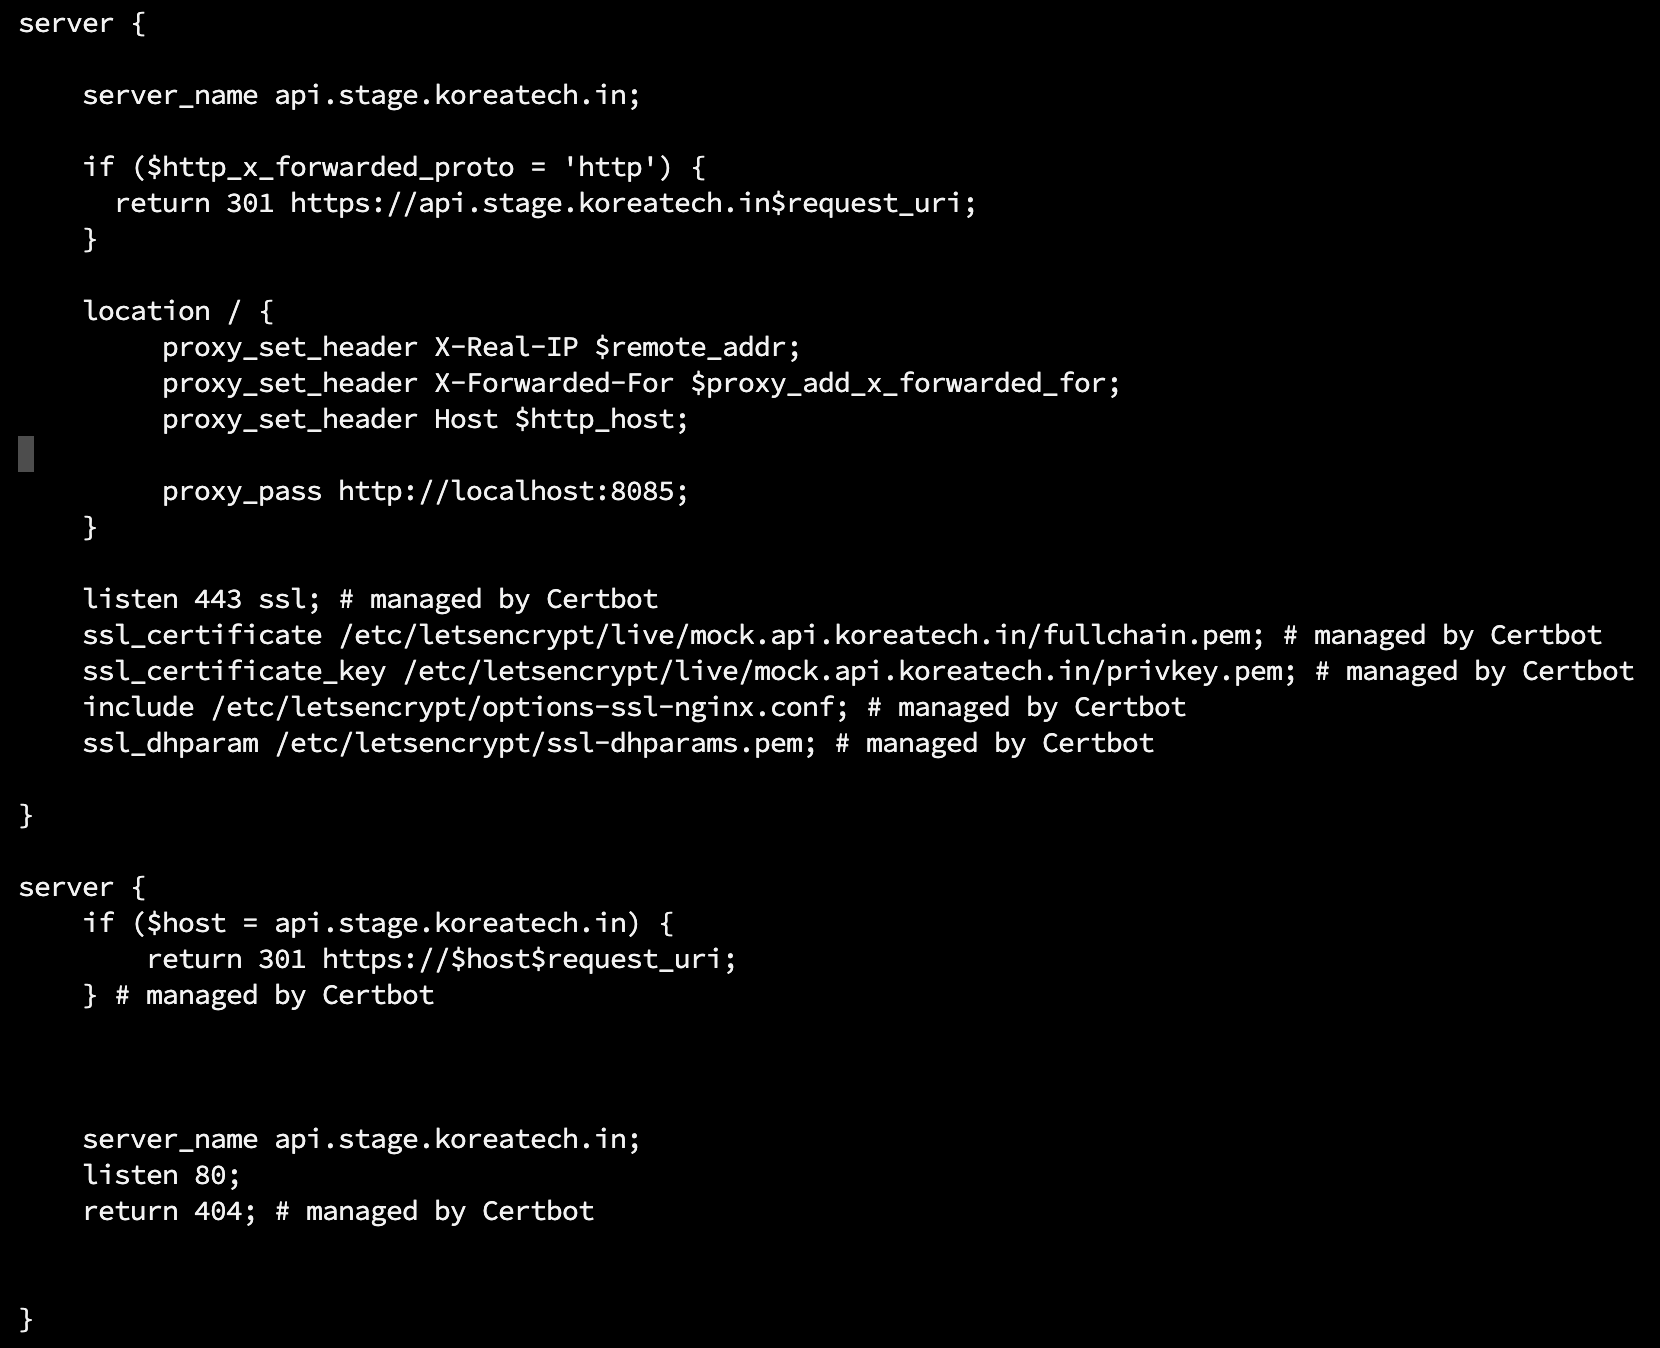 server {
server_name api.stage.koreatech.in;
if ($http_x_forwarded_proto = 'http') {
return 301 https://api.stage.koreatech.in$request_uri;
}
location / {
proxy_set_header X-Real-IP $remote_addr;
proxy_set_header X-Forwarded-For $proxy_add_x_forwarded_for;
proxy_set_header Host $http_host;
proxy_pass http://localhost:8085;
}
listen 443 ssl; # managed by Certbot
ssl_certificate /etc/letsencrypt/live/mock.api.koreatech.in/fullchain.pem; # managed by Certbot
ssl_certificate_key /etc/letsencrypt/live/mock.api.koreatech.in/privkey.pem; # managed by Certbot
include /etc/letsencrypt/options-ssl-nginx.conf; # managed by Certbot
ssl_dhparam /etc/letsencrypt/ssl-dhparams.pem; # managed by Certbot
}
server {
if ($host = api.stage.koreatech.in) {
return 301 https://$host$request_uri;
} # managed by Certbot
server_name api.stage.koreatech.in;
listen 80;
return 404; # managed by Certbot
}